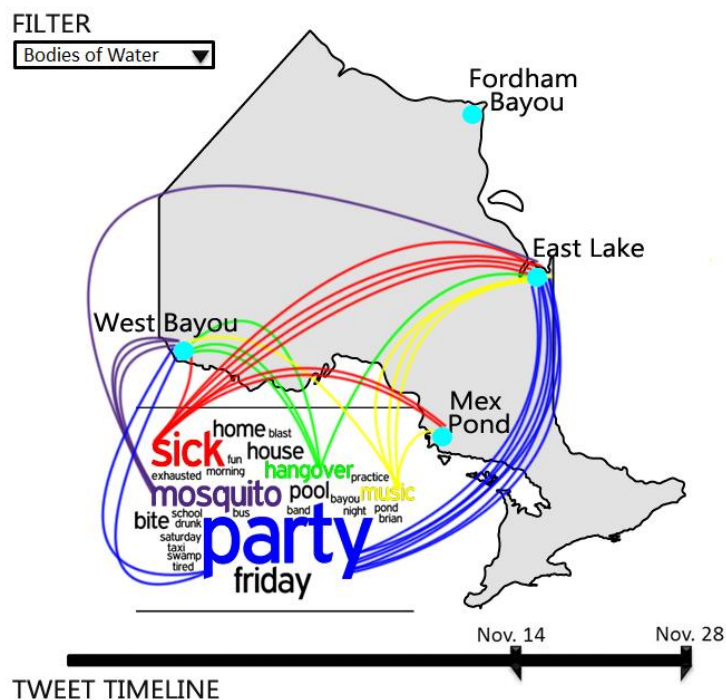 FILTER
Bodies of Water
Fordham
Bayou
East Lake
West Bayou
Mex
Pond
home blast
sick fun house
exhausted morning hangover practice
mosquito pool bayou music
bite school drunk bus band night pond brian
party
saturday
taxi
swamp
tired
friday
Nov. 14 Nov. 28
TWEET TIMELINE